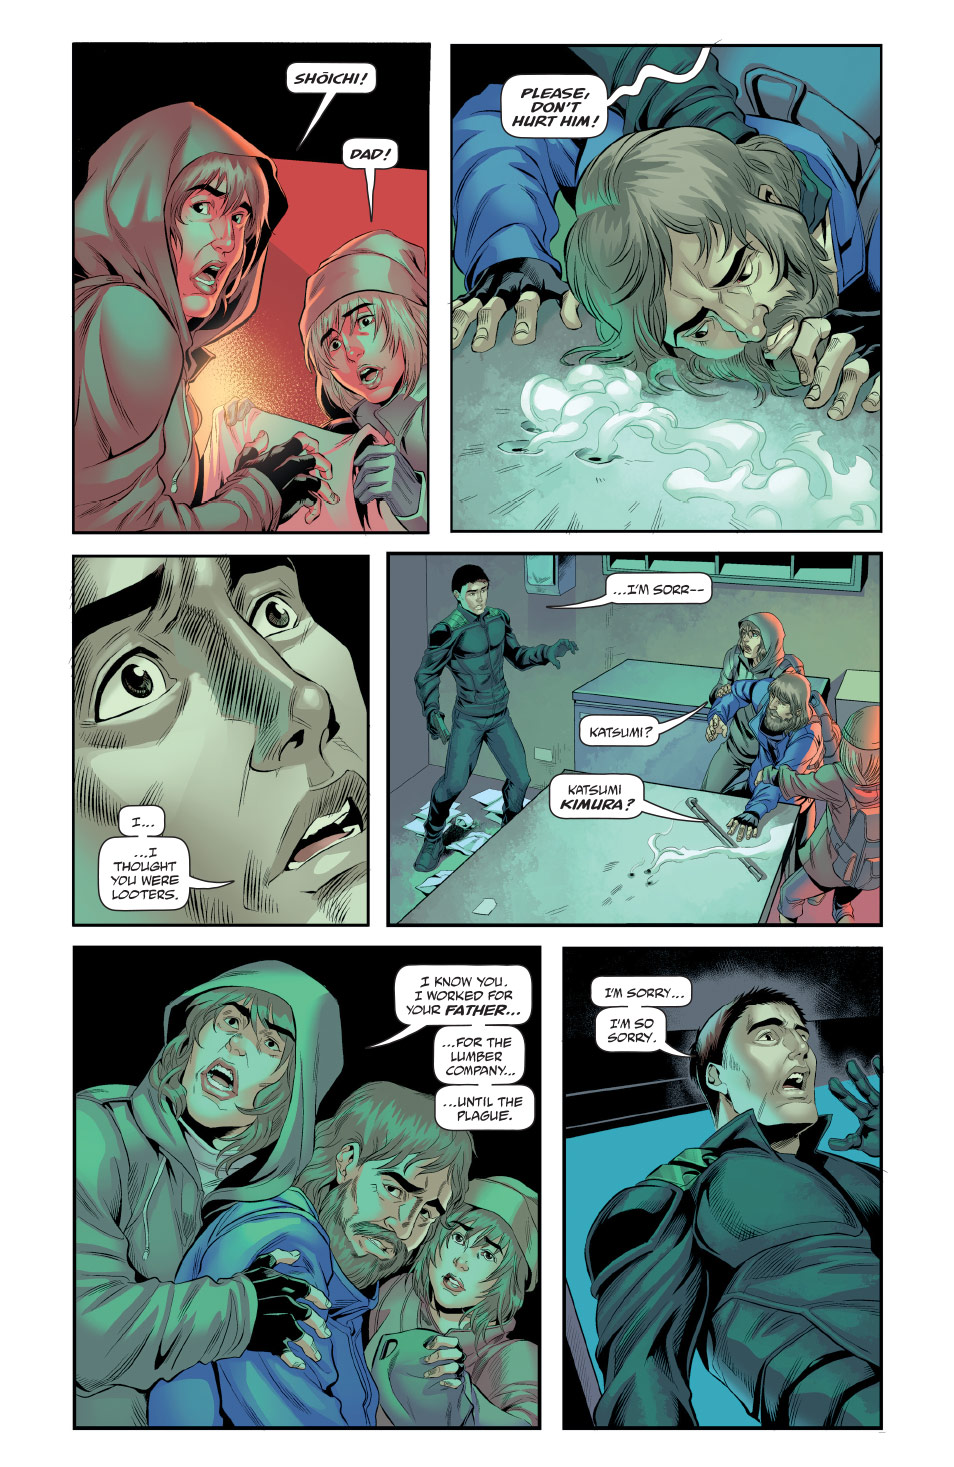 SHŌICHI!
DAD!
PLEASE,
DON'T
HURT HIM!
I...
...I
THOUGHT
YOU WERE
LOOTERS.
...I'M SORR--
KATSUMI?
KATSUMI
KIMURA?
I KNOW YOU.
I WORKED FOR
YOUR FATHER...
...FOR THE
LUMBER
COMPANY...
...UNTIL THE
PLAGUE.
I'M SORRY...
I'M SO
SORRY.